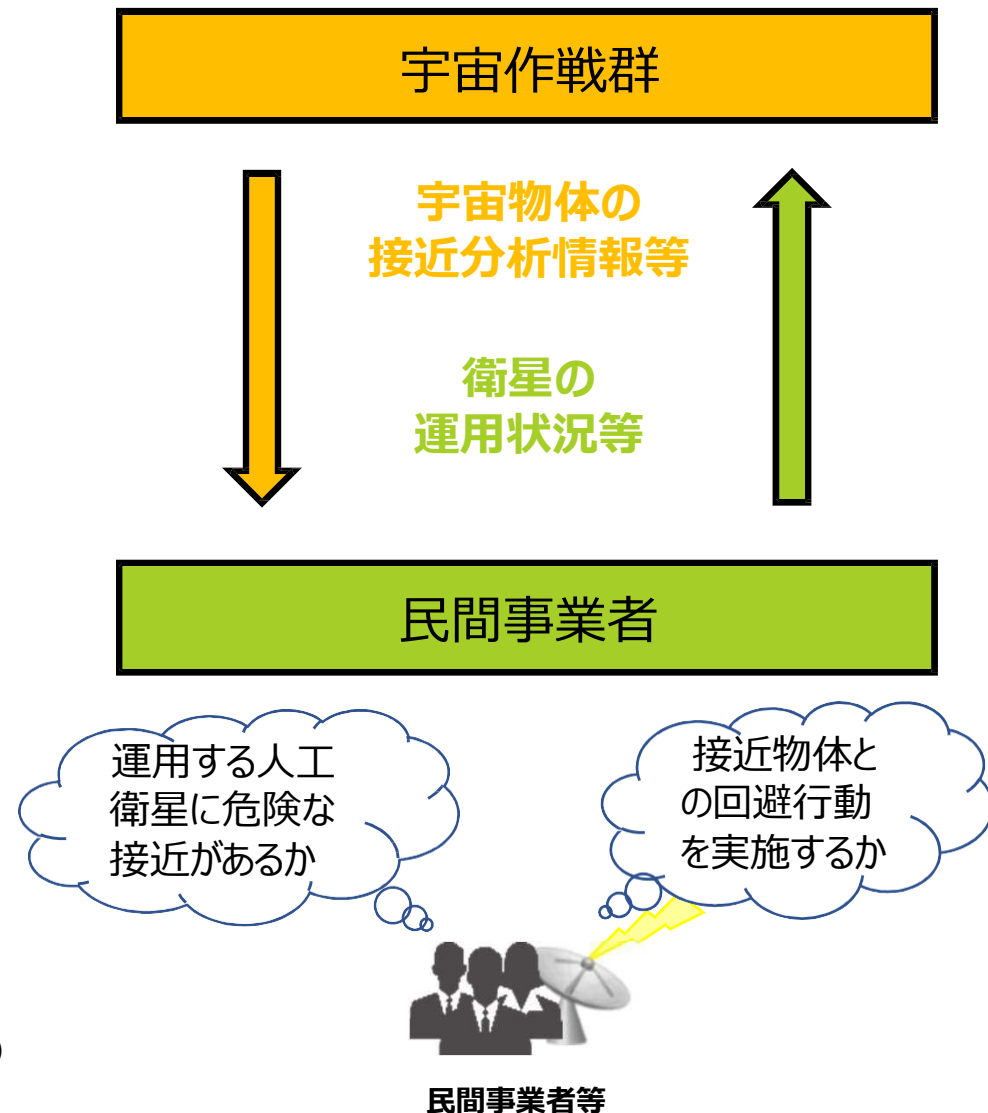 宇宙作戦群
宇宙物体の
接近分析情報等
衛星の
運用状況等
民間事業者
運用する人工
衛星に危険な
接近があるか
接近物体と
の回避行動
を実施するか
)
民間事業者等